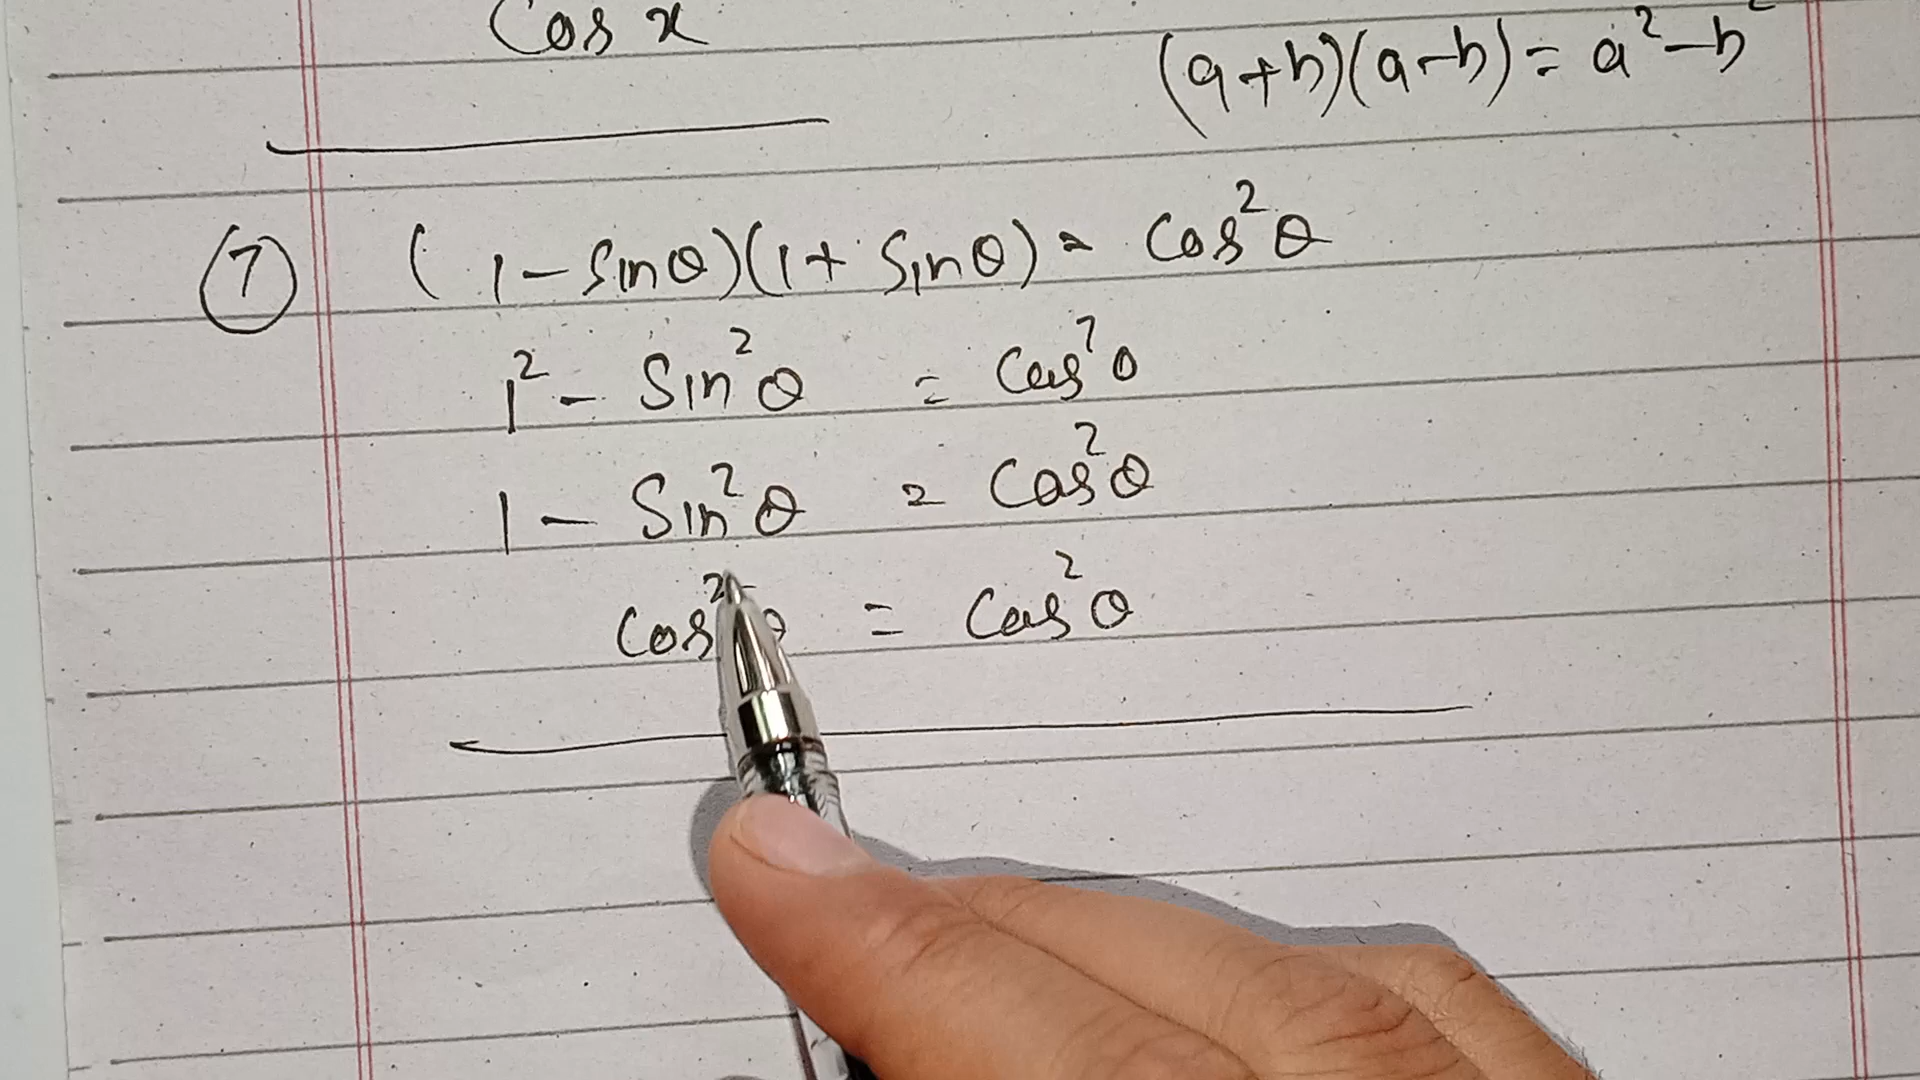 Cos x
(a+b)(a-b) = a² - b²
⑦ (1 - Sinθ)(1 + Sinθ) = Cos²θ
1² - Sin²θ = Cos²θ
1 - Sin²θ = Cos²θ
Cos²θ = Cos²θ